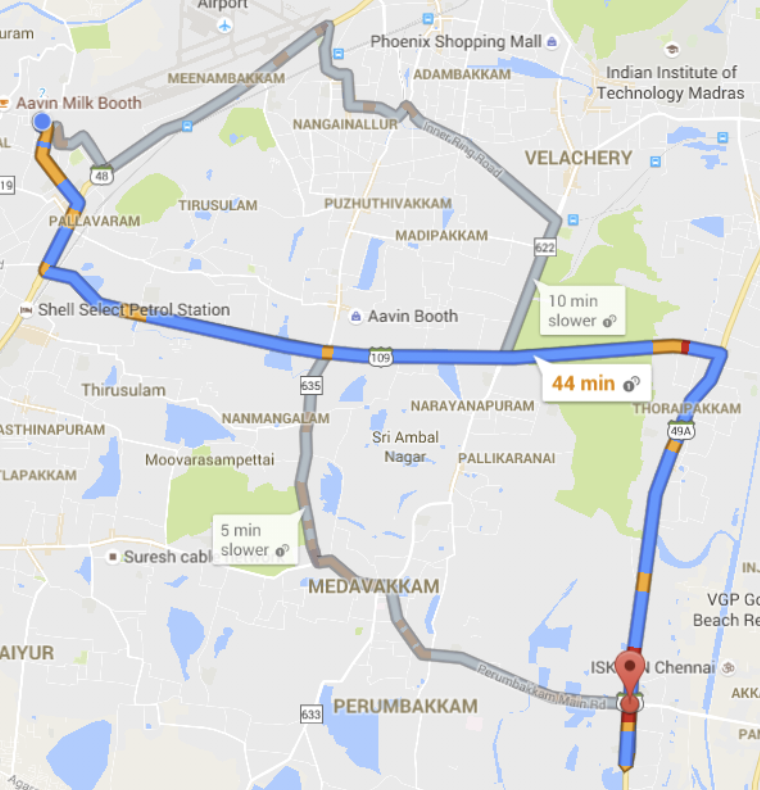 Airport
uram
Phoenix Shopping Mall
MEENAMBAKKAM
ADAMBAKKAM
Indian Institute of
Technology Madras
Aavin Milk Booth
NANGAINALLUR
Inner Ring Road
AL
VELACHERY
48
19
PALLAVARAM
TIRUSULAM
PUZHUTHIVAKKAM
MADIPAKKAM
622
10 min
slower
Shell Select Petrol Station
Aavin Booth
109
44 min
635
Thirusulam
NANMANGALAM
NARAYANAPURAM
THORAIPAKKAM
ASTHINAPURAM
49A
Sri Ambal
Nagar
Moovarasampettai
PALLIKARANAI
TLAPAKKAM
5 min
slower
Suresh cabl
MEDAVAKKAM
INJ
VGP Go
Beach Re
AIYUR
ISK N Chennai
Perumbakkam Main Rd
AKKA
PERUMBAKKAM
633
PAN
Agara